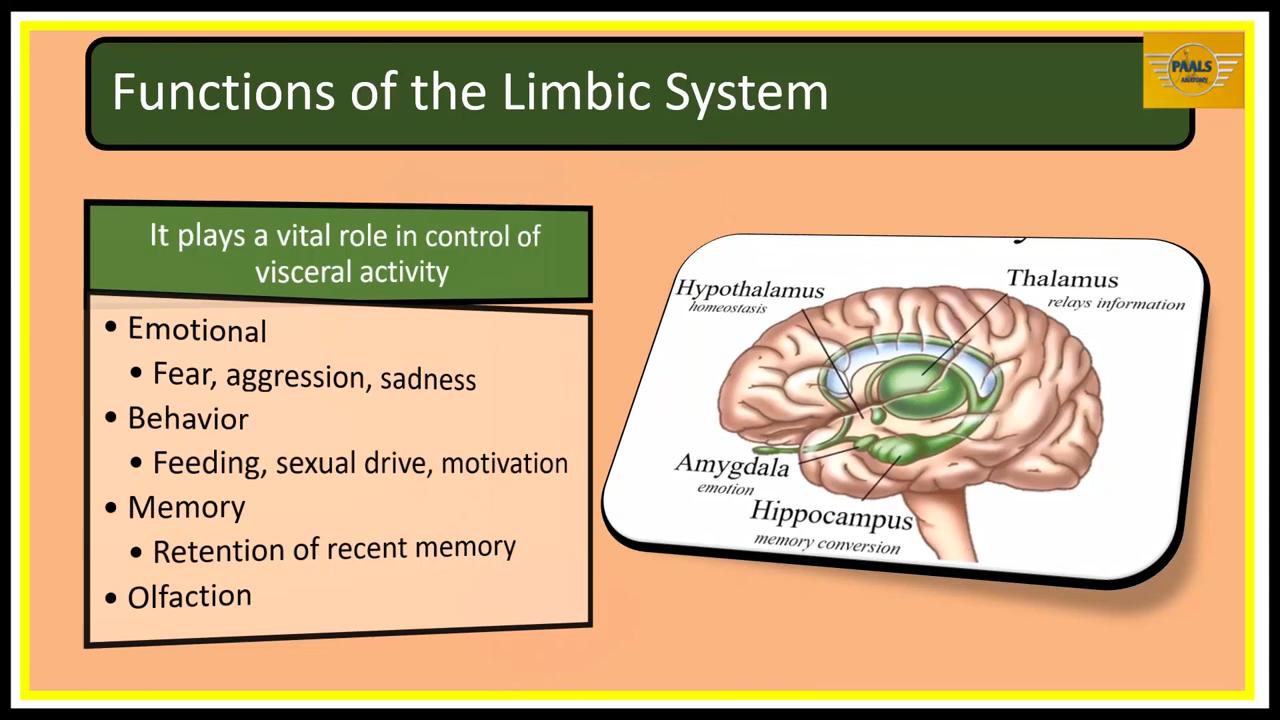 Functions of the Limbic System
PAALS
ANATOMY
It plays a vital role in control of
visceral activity
• Emotional
• Fear, aggression, sadness
• Behavior
• Feeding, sexual drive, motivation
• Memory
• Retention of recent memory
• Olfaction
Hypothalamus
homeostasis
Thalamus
relays information
Amygdala
emotion
Hippocampus
memory conversion